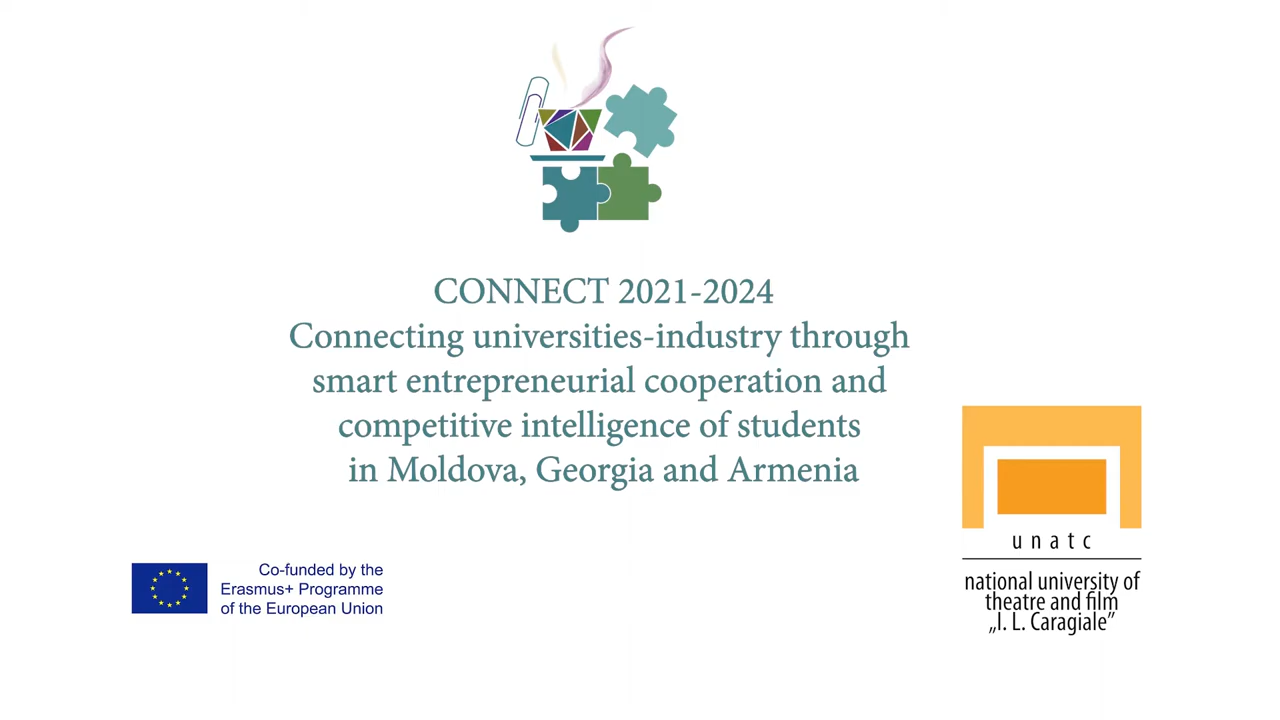 CONNECT 2021-2024
Connecting universities-industry through
smart entrepreneurial cooperation and
competitive intelligence of students
in Moldova, Georgia and Armenia
Co-funded by the
Erasmus+ Programme
of the European Union
unatc
national university of
theatre and film
„I. L. Caragiale”